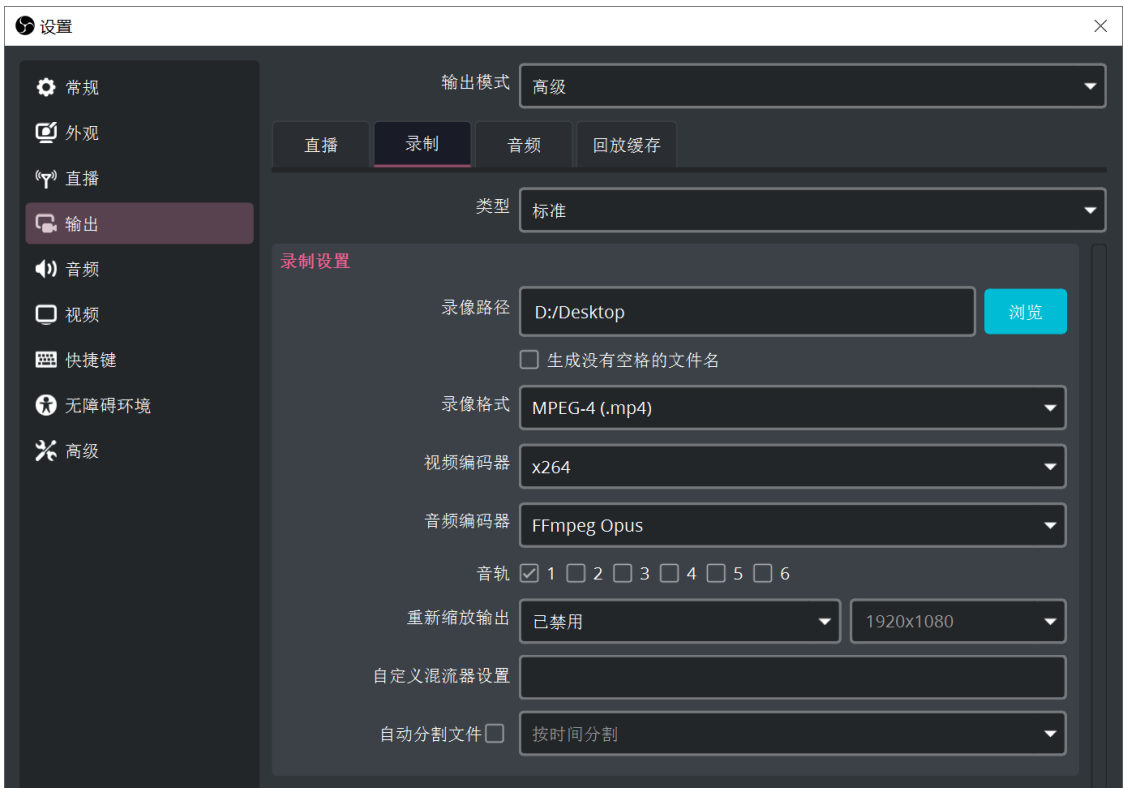 设置
常规
外观
直播
输出
音频
视频
快捷键
无障碍环境
高级
输出模式 高级
直播 录制 音频 回放缓存
类型 标准
录制设置
录像路径 D:/Desktop 浏览
生成没有空格的文件名
录像格式 MPEG-4 (.mp4)
视频编码器 x264
音频编码器 FFmpeg Opus
音轨 1 2 3 4 5 6
重新缩放输出 已禁用 1920x1080
自定义混流器设置
自动分割文件 按时间分割